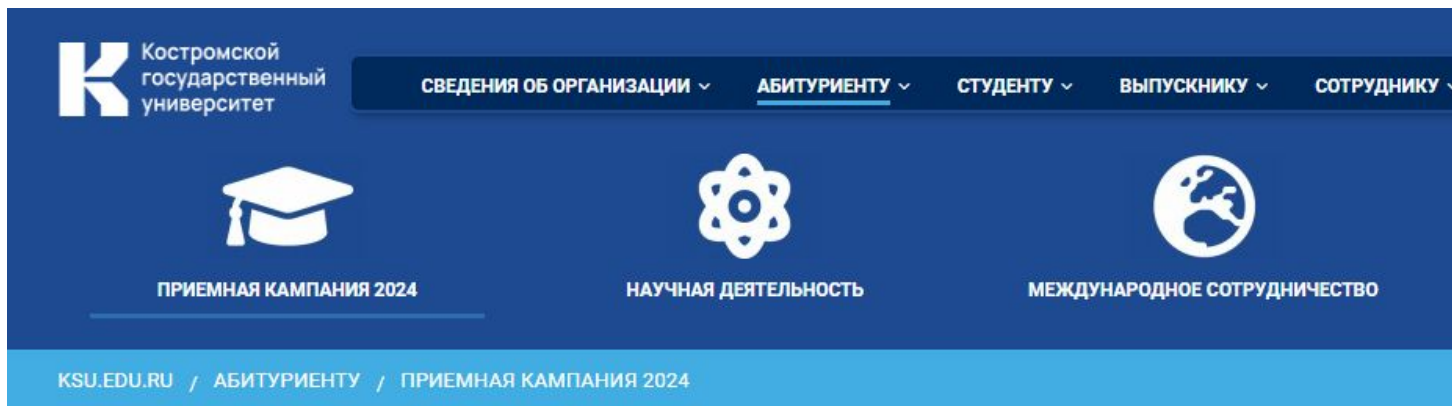 Костромской
государственный
университет
СВЕДЕНИЯ ОБ ОРГАНИЗАЦИИ АБИТУРИЕНТУ СТУДЕНТУ ВЫПУСКНИКУ СОТРУДНИКУ
ПРИЕМНАЯ КАМПАНИЯ 2024 НАУЧНАЯ ДЕЯТЕЛЬНОСТЬ МЕЖДУНАРОДНОЕ СОТРУДНИЧЕСТВО
KSU.EDU.RU / АБИТУРИЕНТУ / ПРИЕМНАЯ КАМПАНИЯ 2024